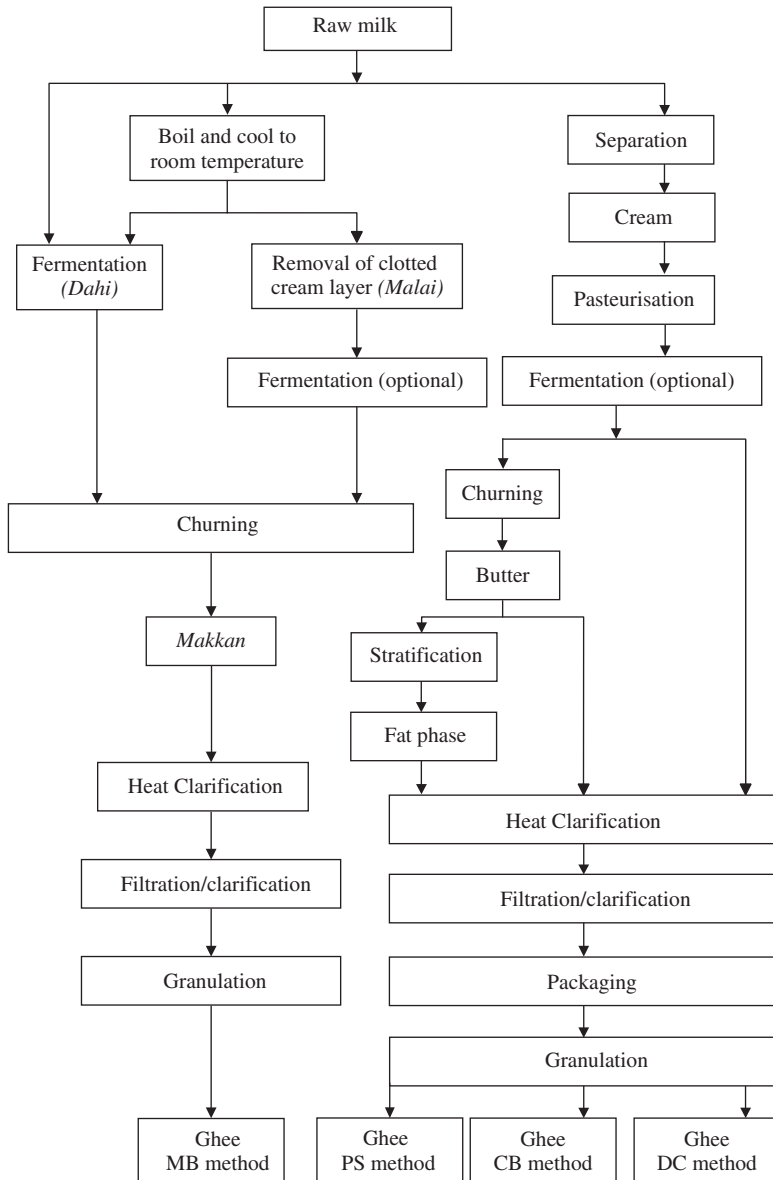 Raw milk
Boil and cool to
room temperature
Separation
Cream
Fermentation
(Dahi)
Removal of clotted
cream layer (Malai)
Pasteurisation
Fermentation (optional)
Fermentation (optional)
Churning
Churning
Butter
Makkan
Stratification
Fat phase
Heat Clarification
Heat Clarification
Filtration/clarification
Filtration/clarification
Granulation
Packaging
Granulation
Ghee
MB method
Ghee
PS method
Ghee
CB method
Ghee
DC method